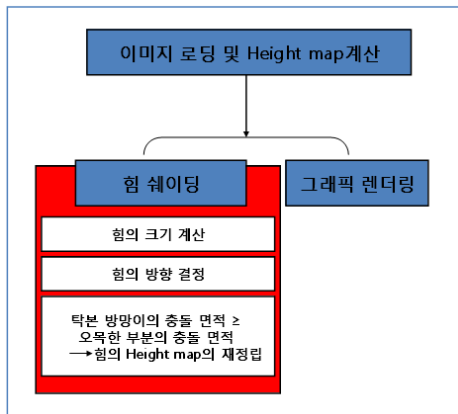 이미지 로딩 및 Height map계산
힘 쉐이딩
그래픽 렌더링
힘의 크기 계산
힘의 방향 결정
탁본 방망이의 충돌 면적 ≥
오목한 부분의 충돌 면적
→힘의 Height map의 재정립